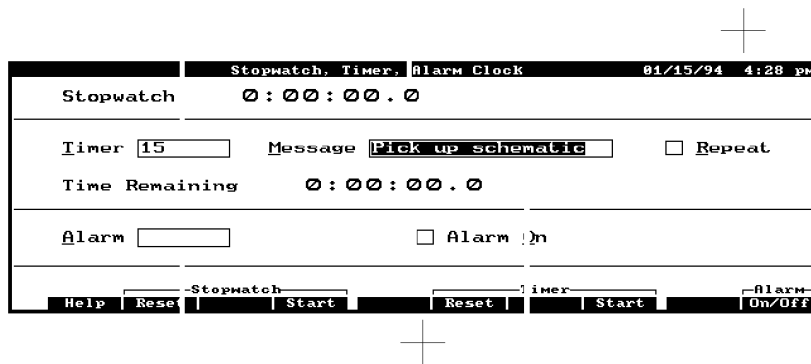 Stopwatch, Timer, Alarm Clock 01/15/94 4:28 pm
Stopwatch 0:00:00.0
Timer 15 Message Pick up schematic Repeat
Time Remaining 0:00:00.0
Alarm Alarm On
Stopwatch Timer Alarm
Help Reset Start Reset Start On/Off